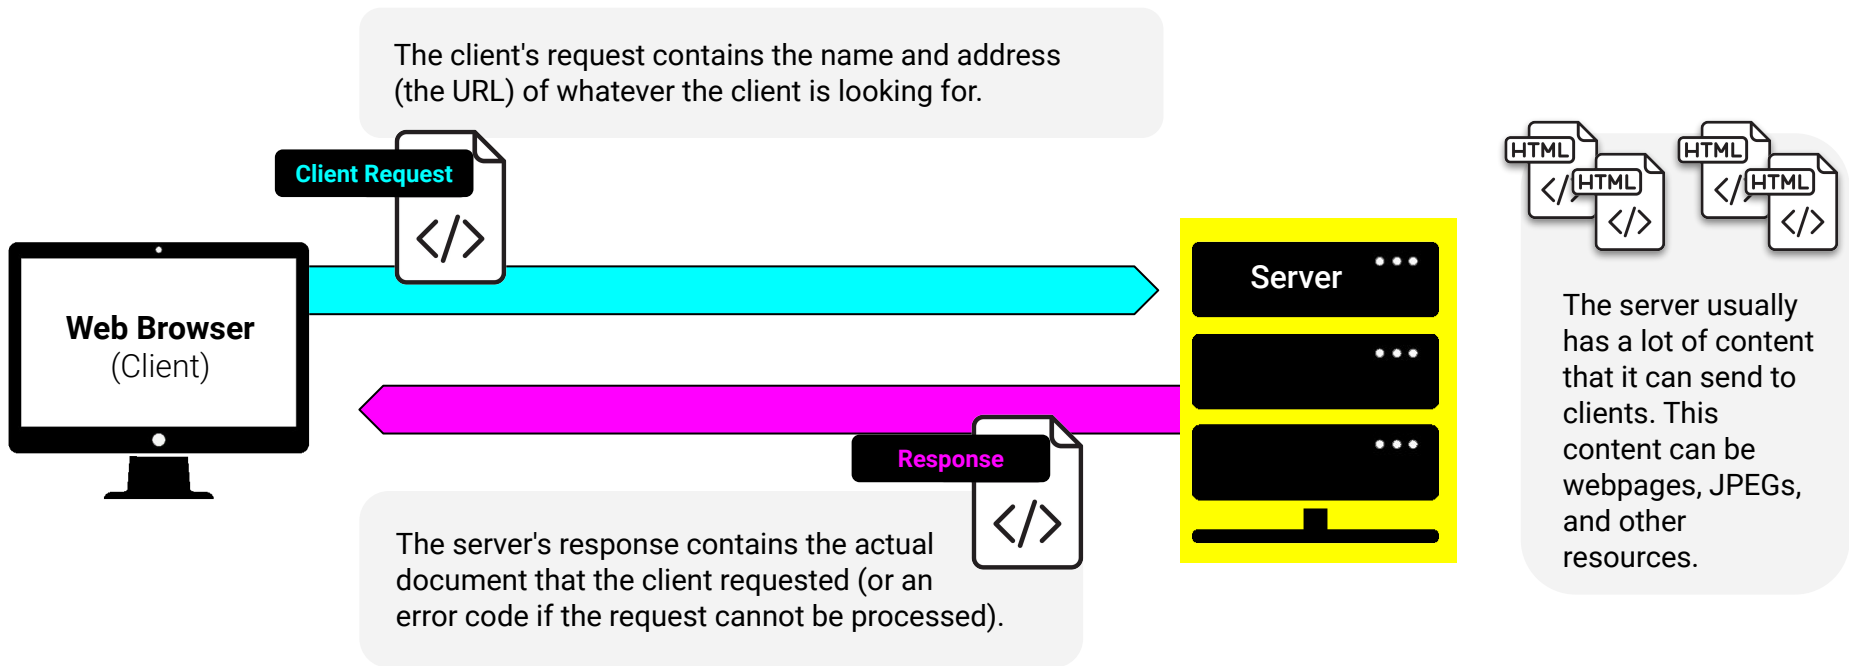 The client's request contains the name and address
(the URL) of whatever the client is looking for.
Client Request
</>
Web Browser
(Client)
Server
Response
</>
The server's response contains the actual
document that the client requested (or an
error code if the request cannot be processed).
HTML
</>
HTML
</>
HTML
</>
HTML
</>
The server usually
has a lot of content
that it can send to
clients. This
content can be
webpages, JPEGs,
and other
resources.